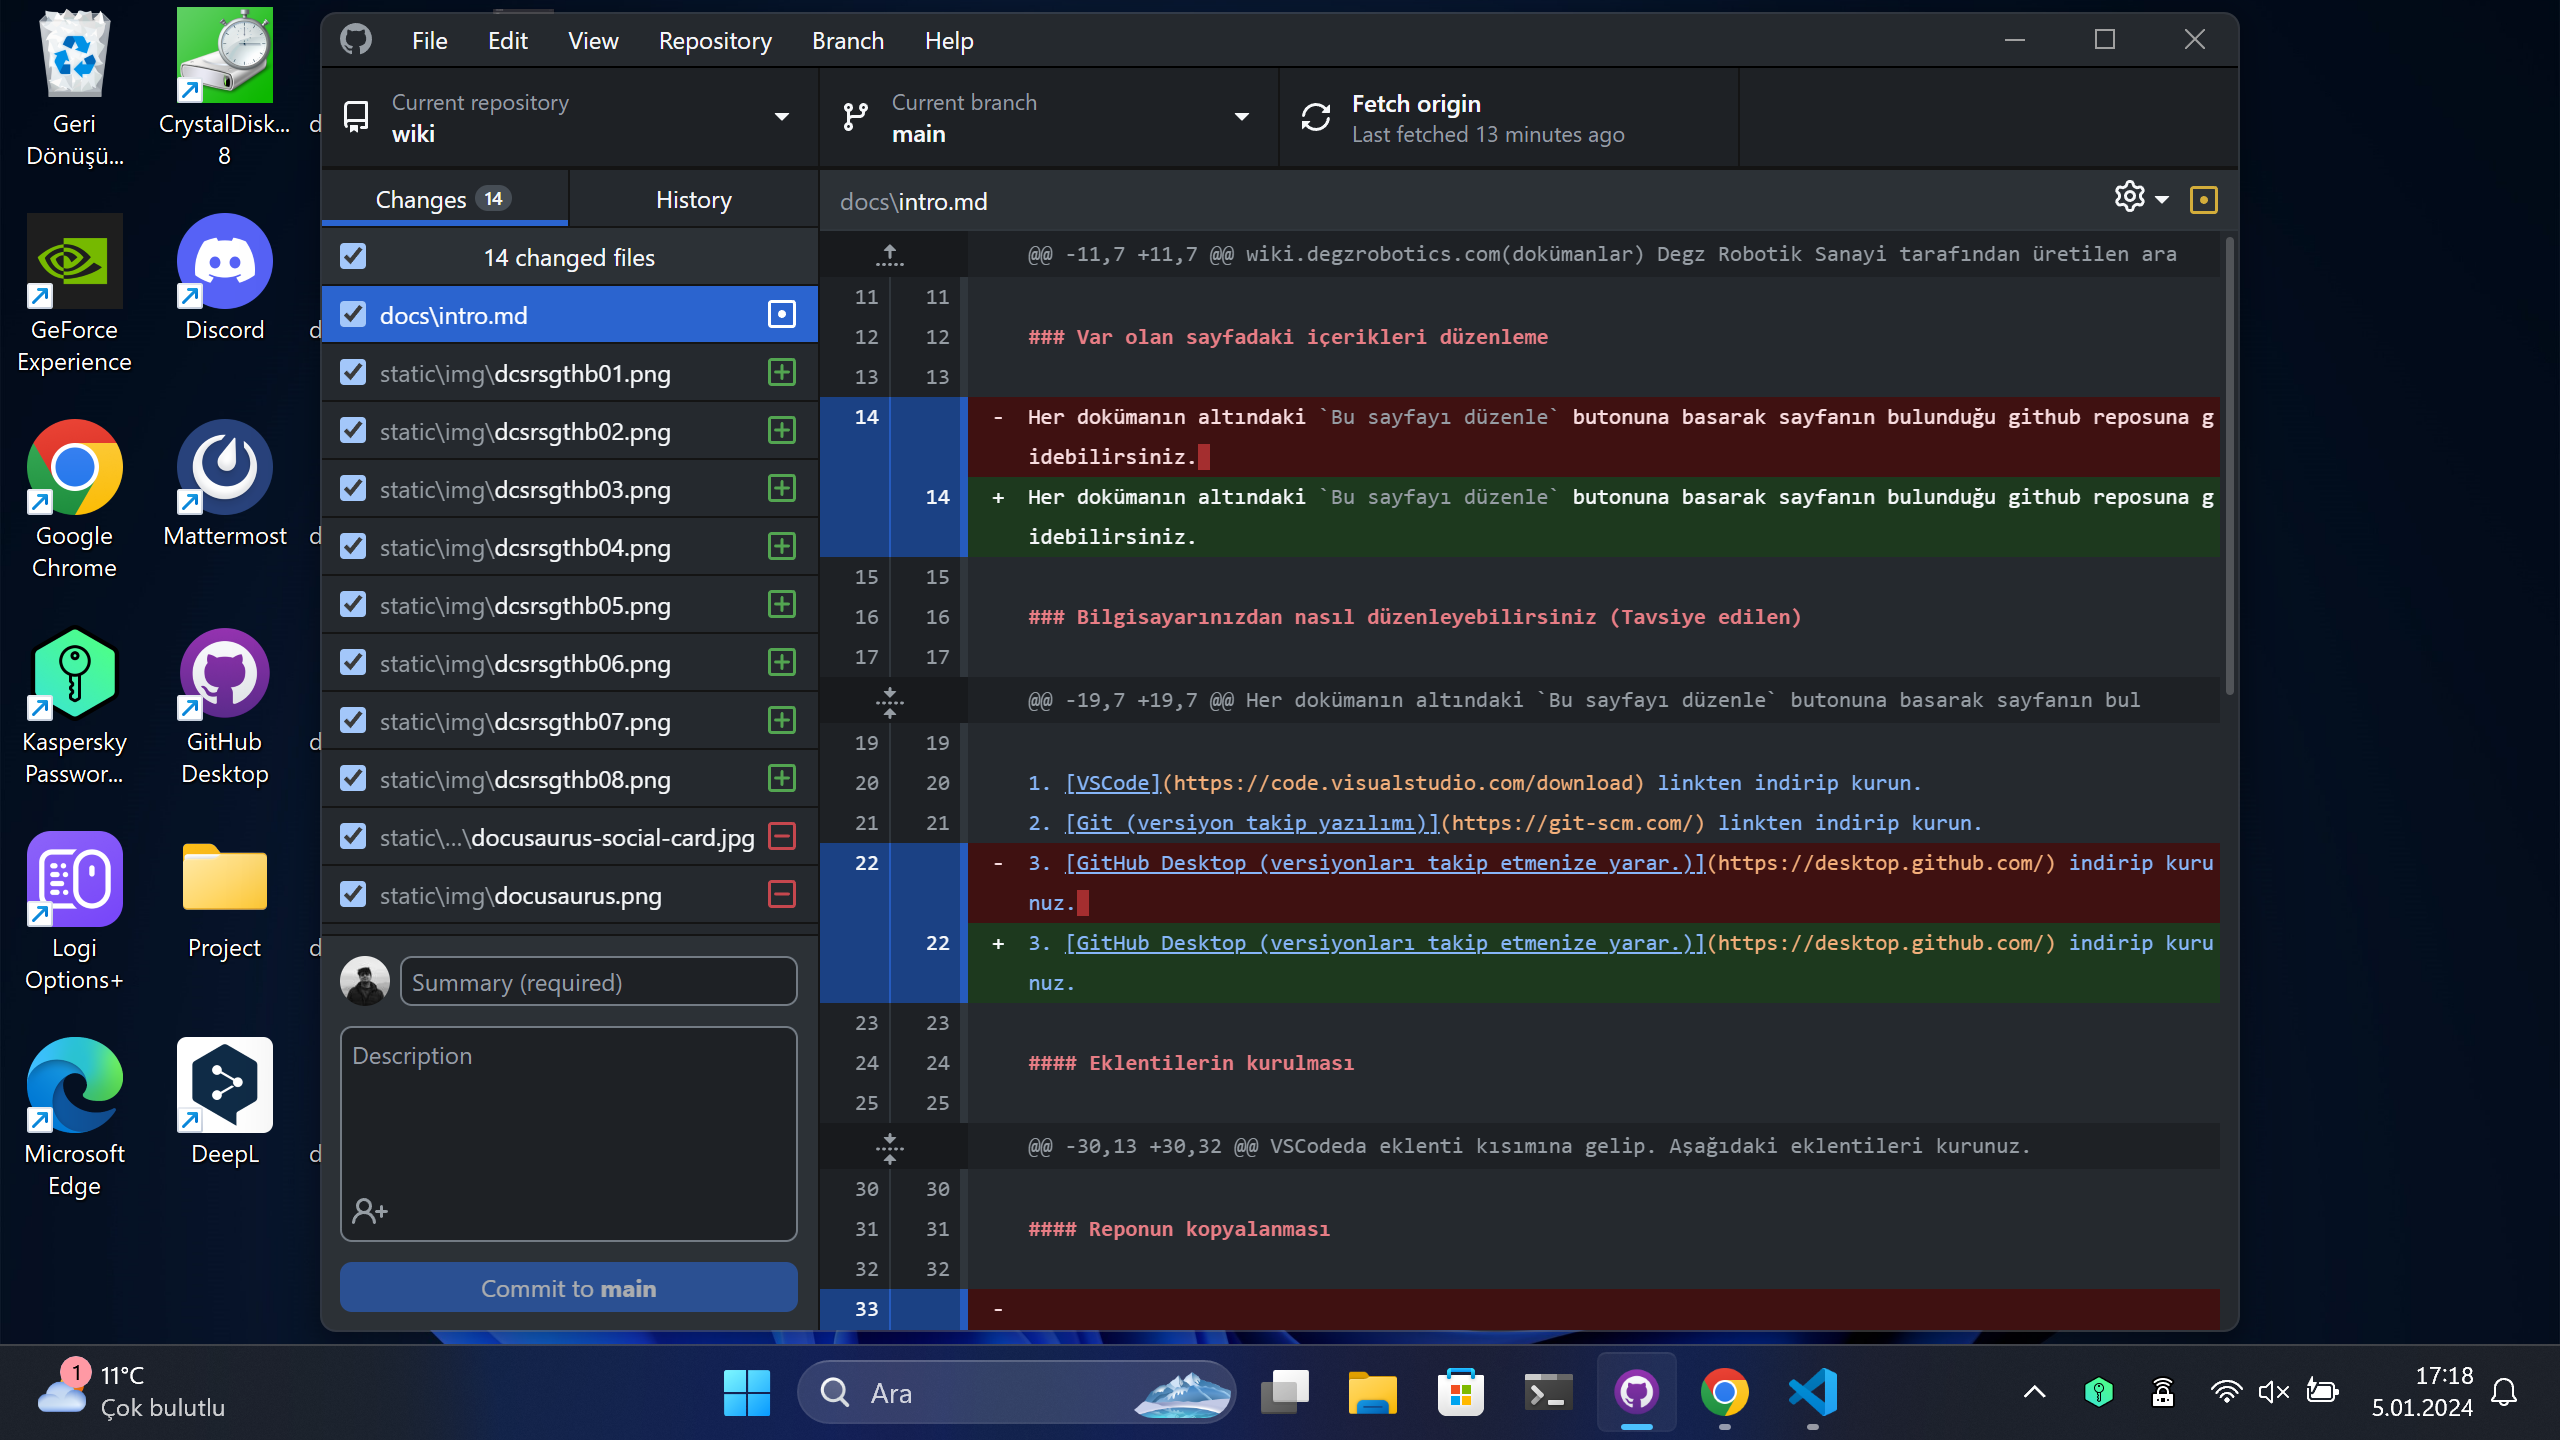 Geri
Dönüşü...
CrystalDisk...
8
GeForce
Experience
Discord
Google
Chrome
Mattermost
Kaspersky
Passwor...
GitHub
Desktop
Logi
Options+
Project
Microsoft
Edge
DeepL
File Edit View Repository Branch Help
Current repository
wiki
Current branch
main
Fetch origin
Last fetched 13 minutes ago
Changes 14
History
14 changed files
docs\intro.md
static\img\dcsrsgthb01.png
static\img\dcsrsgthb02.png
static\img\dcsrsgthb03.png
static\img\dcsrsgthb04.png
static\img\dcsrsgthb05.png
static\img\dcsrsgthb06.png
static\img\dcsrsgthb07.png
static\img\dcsrsgthb08.png
static\...\docusaurus-social-card.jpg
static\img\docusaurus.png
Summary (required)
Description
Commit to main
docs\intro.md
@@ -11,7 +11,7 @@ wiki.degzrobotics.com(dokümanlar) Degz Robotik Sanayi tarafından üretilen ara
11 11
12 12 ### Var olan sayfadaki içerikleri düzenleme
13 13
14 - Her dokümanın altındaki `Bu sayfayı düzenle` butonuna basarak sayfanın bulunduğu github reposuna g
idebilirsiniz.
14 + Her dokümanın altındaki `Bu sayfayı düzenle` butonuna basarak sayfanın bulunduğu github reposuna g
idebilirsiniz.
15 15
16 16 ### Bilgisayarınızdan nasıl düzenleyebilirsiniz (Tavsiye edilen)
17 17
@@ -19,7 +19,7 @@ Her dokümanın altındaki `Bu sayfayı düzenle` butonuna basarak sayfanın bul
19 19
20 20 1. [VSCode](https://code.visualstudio.com/download) linkten indirip kurun.
21 21 2. [Git (versiyon takip yazılımı)](https://git-scm.com/) linkten indirip kurun.
22 - 3. [GitHub Desktop (versiyonları takip etmenize yarar.)](https://desktop.github.com/) indirip kuru
nuz.
22 + 3. [GitHub Desktop (versiyonları takip etmenize yarar.)](https://desktop.github.com/) indirip kuru
nuz.
23 23
24 24 #### Eklentilerin kurulması
25 25
@@ -30,13 +30,32 @@ VSCodeda eklenti kısımına gelip. Aşağıdaki eklentileri kurunuz.
30 30
31 31 #### Reponun kopyalanması
32 32
33 -
1
11°C
Çok bulutlu
Ara
17:18
5.01.2024